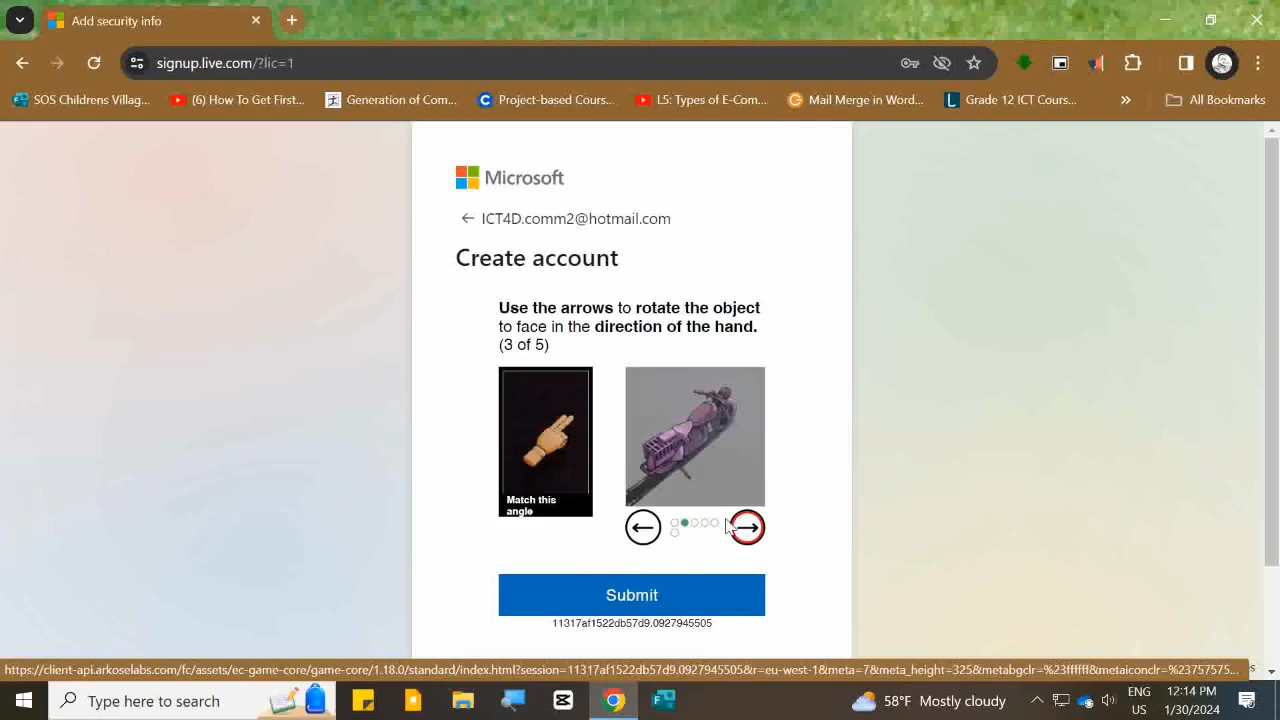 Add security info
signup.live.com/?lic=1
SOS Childrens Villag...
(6) How To Get First...
Generation of Com...
Project-based Cours...
L5: Types of E-Com...
Mail Merge in Word...
Grade 12 ICT Cours...
All Bookmarks
Microsoft
ICT4D.comm2@hotmail.com
Create account
Use the arrows to rotate the object
to face in the direction of the hand.
(3 of 5)
Match this
angle
Submit
11317af1522db57d9.0927945505
https://client-api.arkoselabs.com/fc/assets/ec-game-core/game-core/1.18.0/standard/index.html?session=11317af1522db57d9.0927945505&r=eu-west-1&meta=7&meta_height=325&metabgclr=%23ffffff&metaiconclr=%23757575...
Type here to search
58°F Mostly cloudy
ENG
US
12:14 PM
1/30/2024